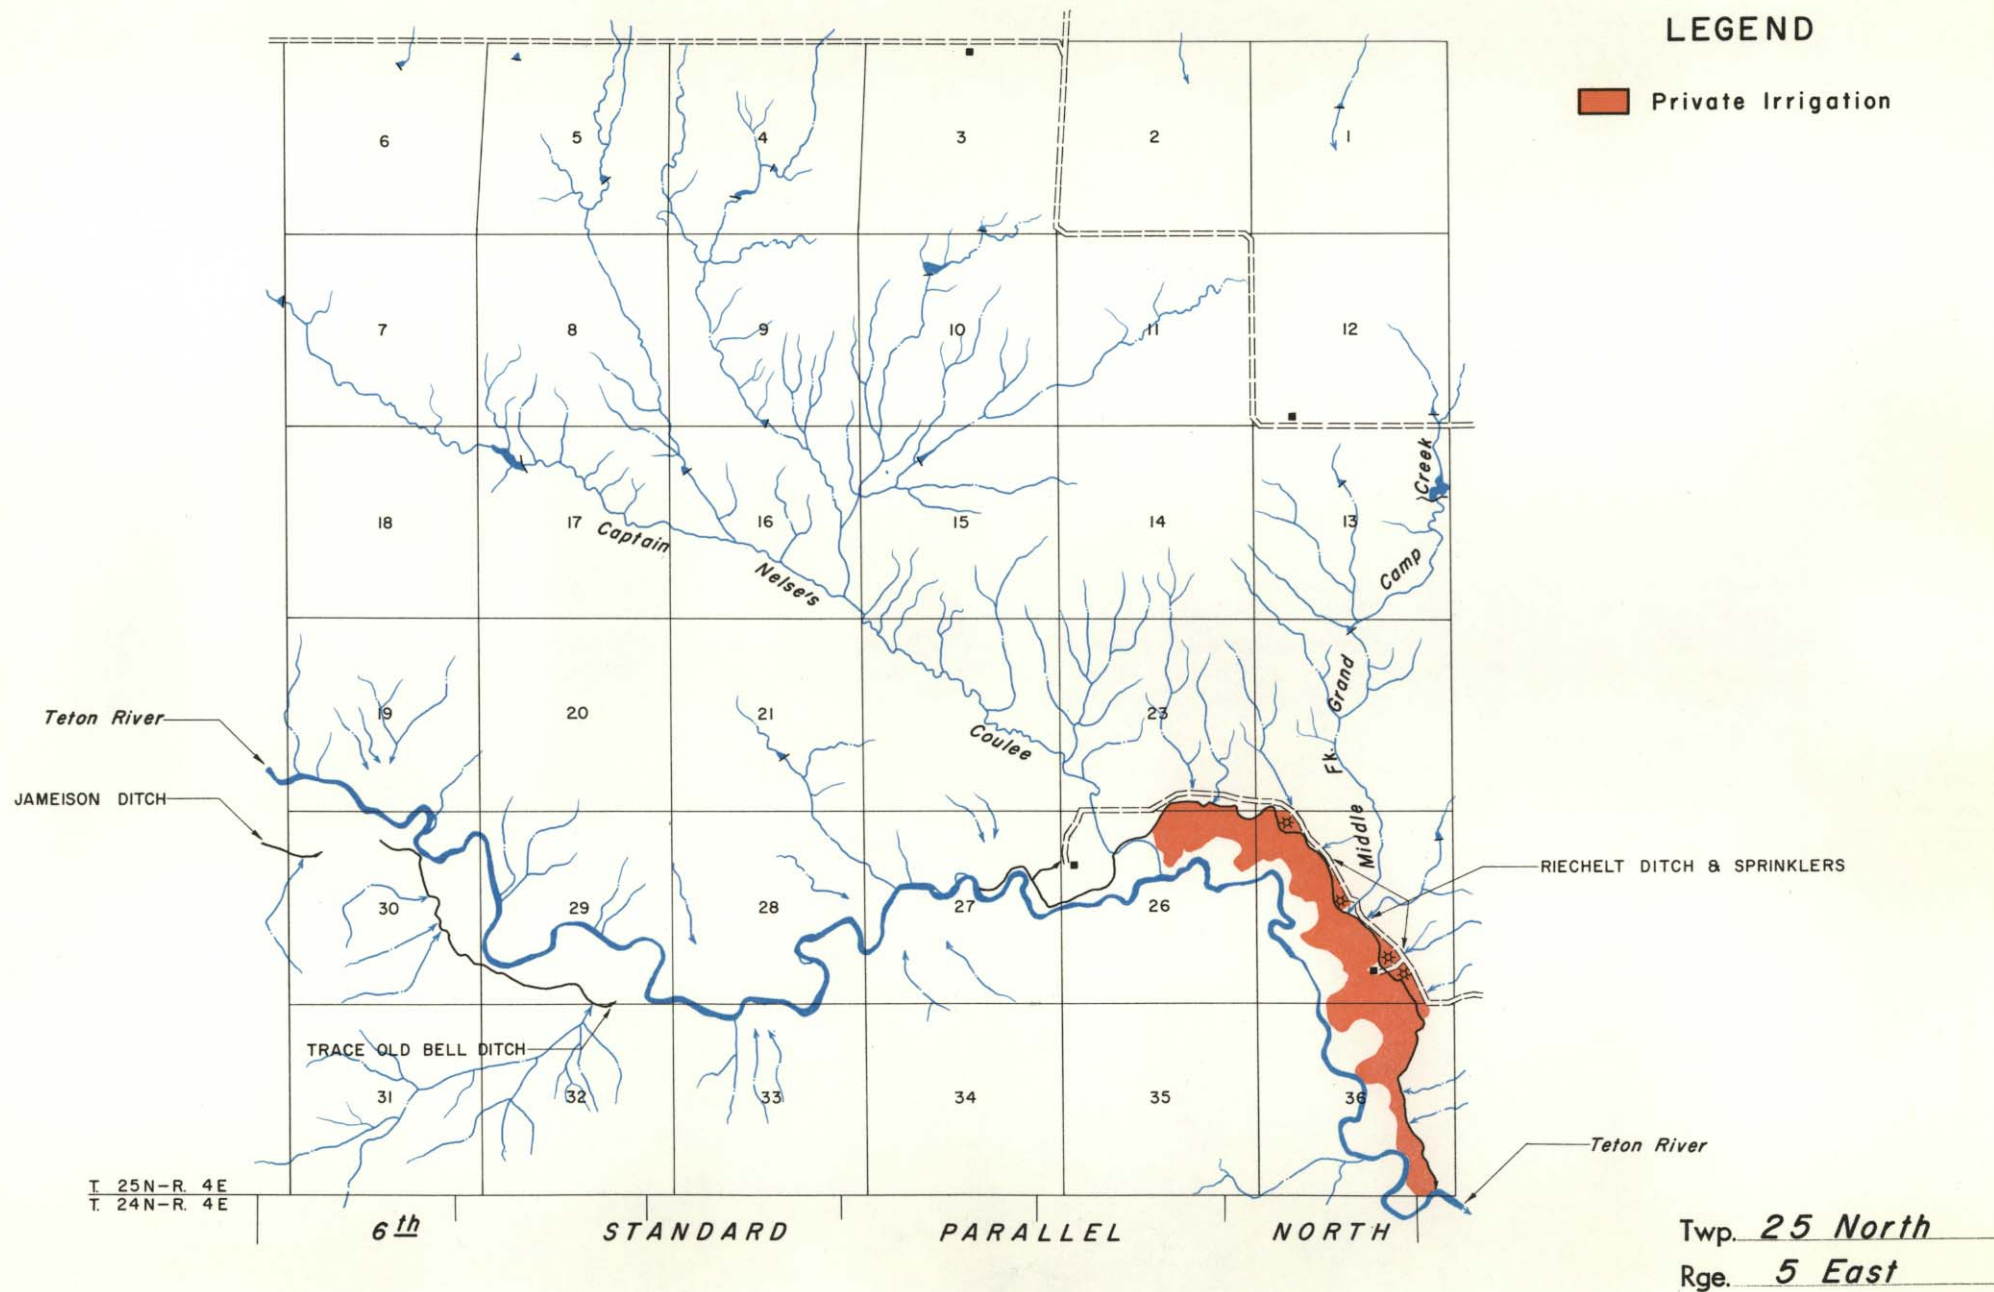 LEGEND
Private Irrigation
6 5 4 3 2 1
7 8 9 10 11 12
Creek
18 17 16 15 14 13
Captain
Camp
Nelse's
Grand
Teton River
19 20 21 23
Coulee
Fk.
JAMEISON DITCH
Middle
RIECHELT DITCH & SPRINKLERS
30 29 28 27 26
TRACE OLD BELL DITCH
31 32 33 34 35 36
Teton River
T. 25N-R. 4E
T. 24N-R. 4E
6th STANDARD PARALLEL NORTH
Twp. 25 North
Rge. 5 East